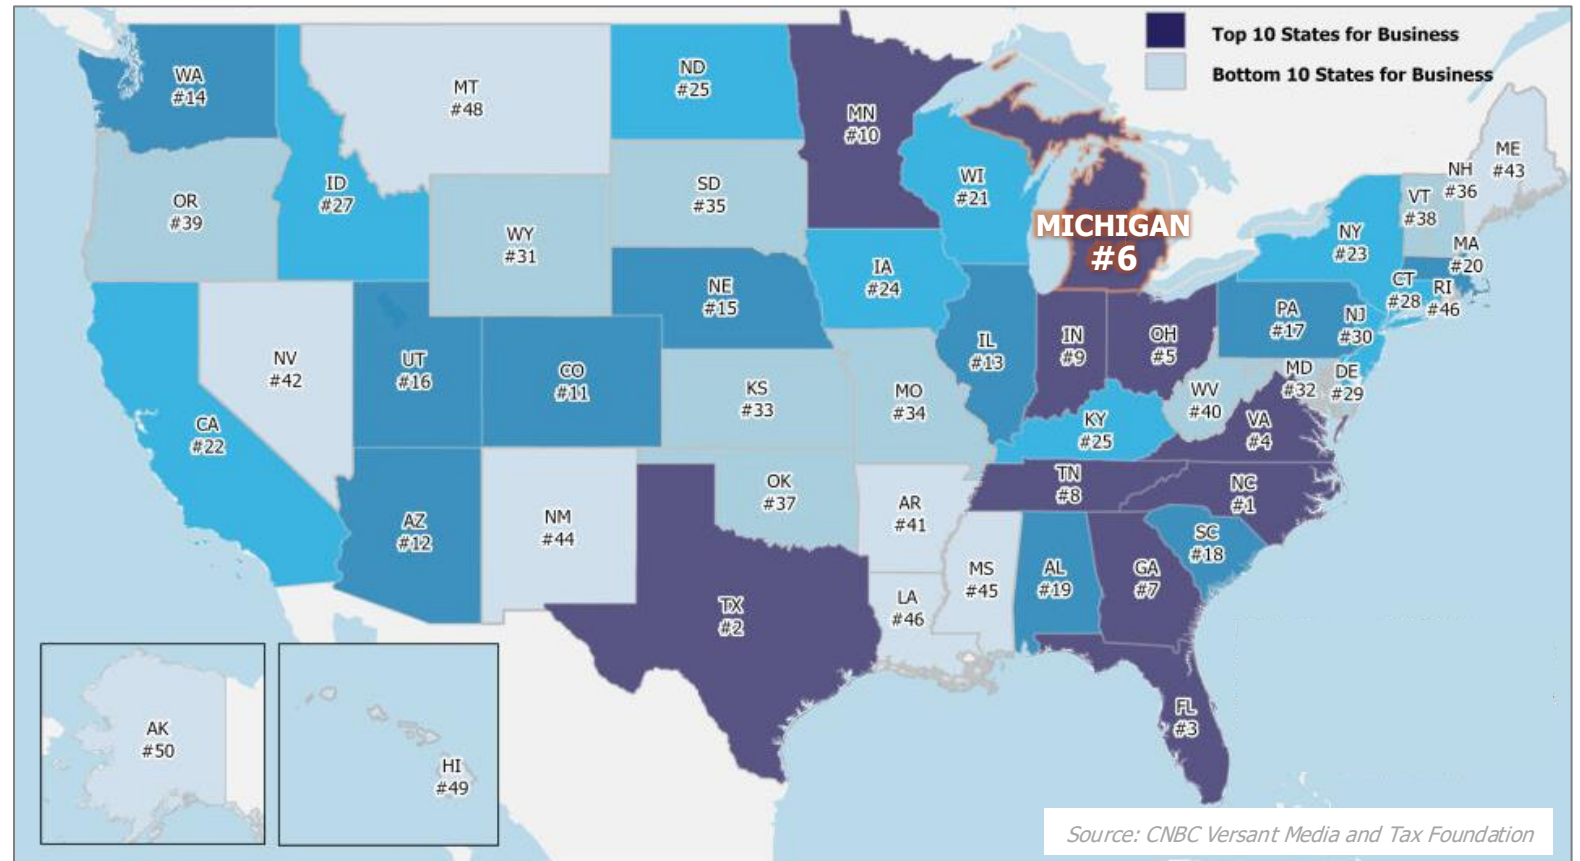 Top 10 States for Business
Bottom 10 States for Business
WA
#14
MT
#48
ND
#25
MN
#10
ME
#43
NH
#36
VT
#38
OR
#39
ID
#27
SD
#35
WI
#21
MICHIGAN
#6
NY
#23
MA
#20
WY
#31
IA
#24
CT
#28
RI
#46
NE
#15
PA
#17
NJ
#30
NV
#42
UT
#16
CO
#11
IL
#13
IN
#9
OH
#5
MD
#32
DE
#29
KS
#33
MO
#34
WV
#40
CA
#22
KY
#25
VA
#4
OK
#37
TN
#8
NC
#1
AZ
#12
NM
#44
AR
#41
SC
#18
MS
#45
AL
#19
GA
#7
TX
#2
LA
#46
FL
#3
AK
#50
HI
#49
Source: CNBC Versant Media and Tax Foundation